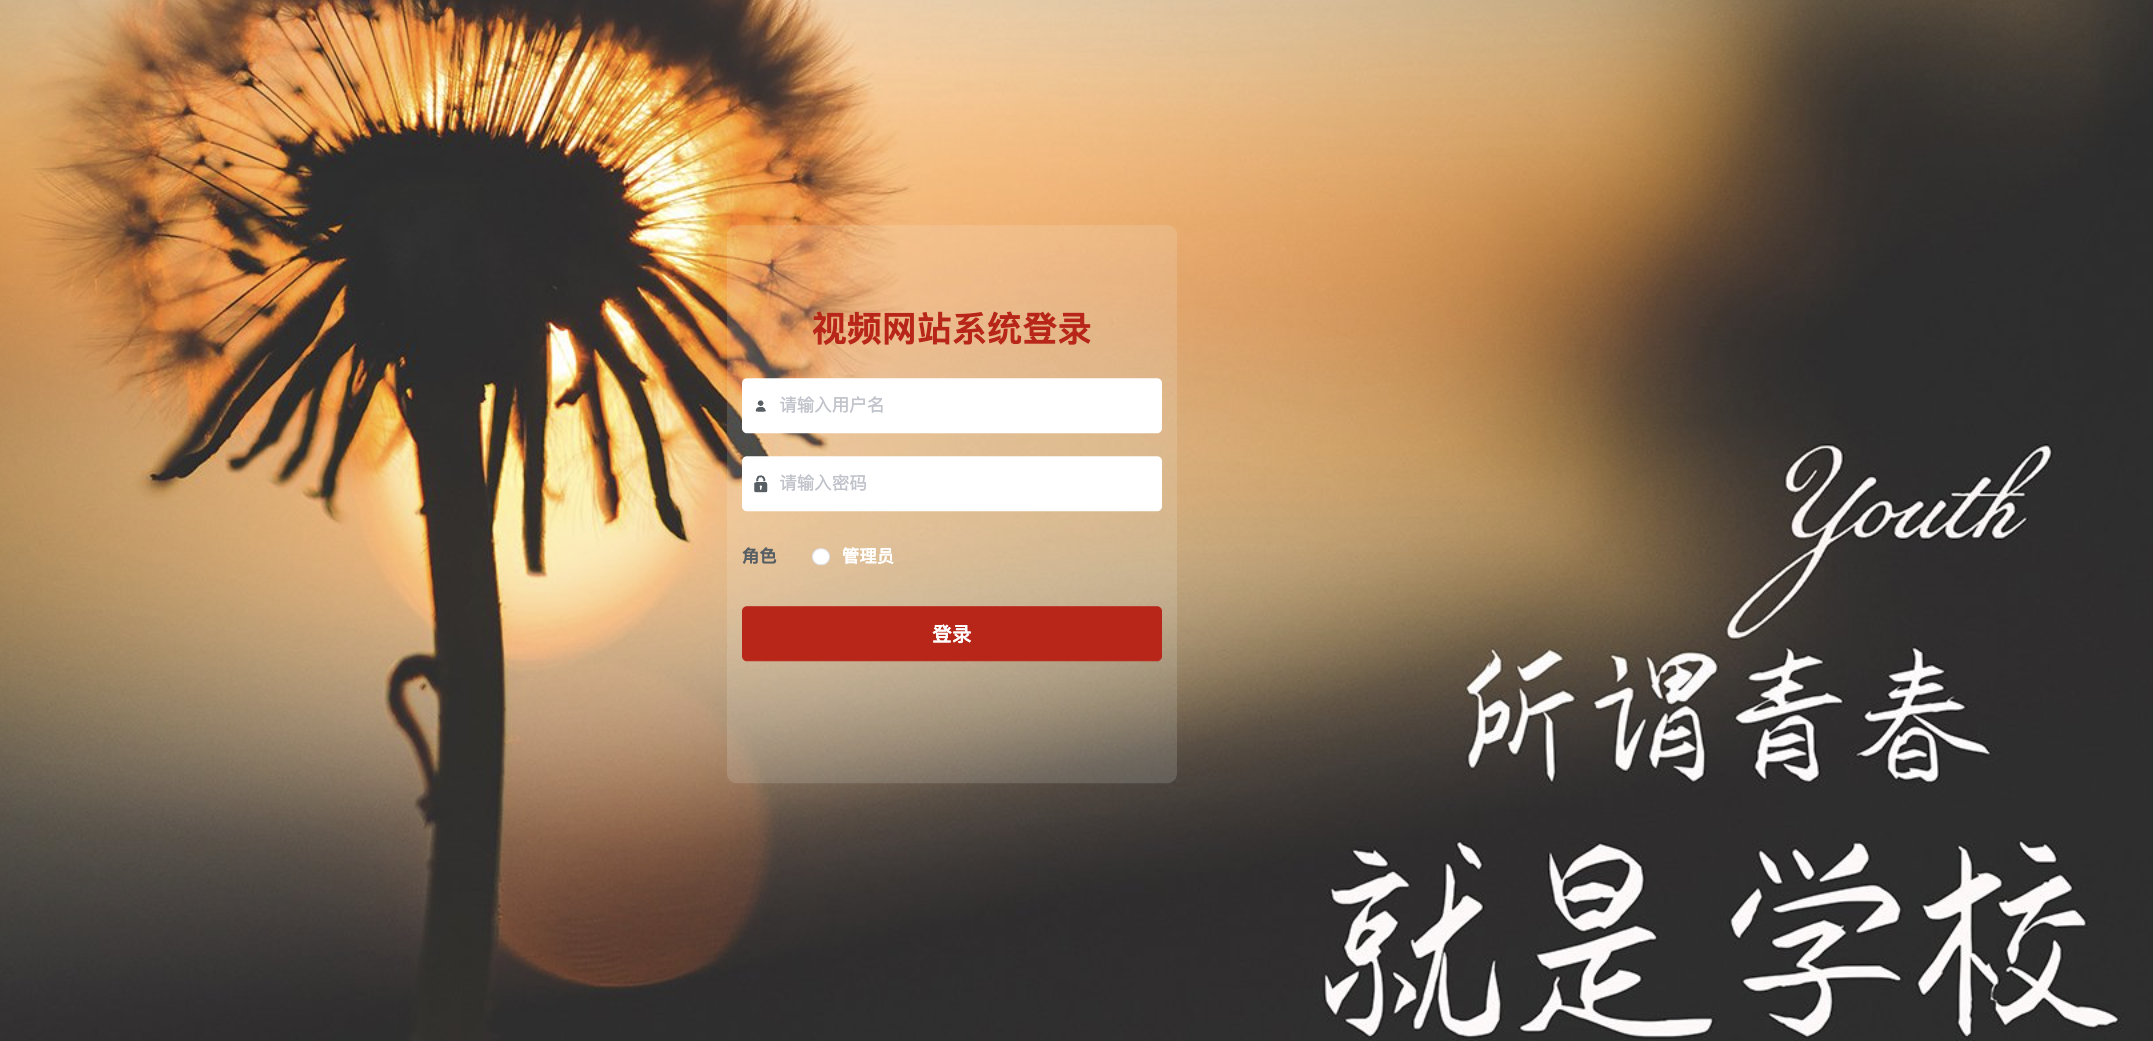 视频网站系统登录
请输入用户名
请输入密码
角色 管理员
登录
Youth
所谓青春
就是学校